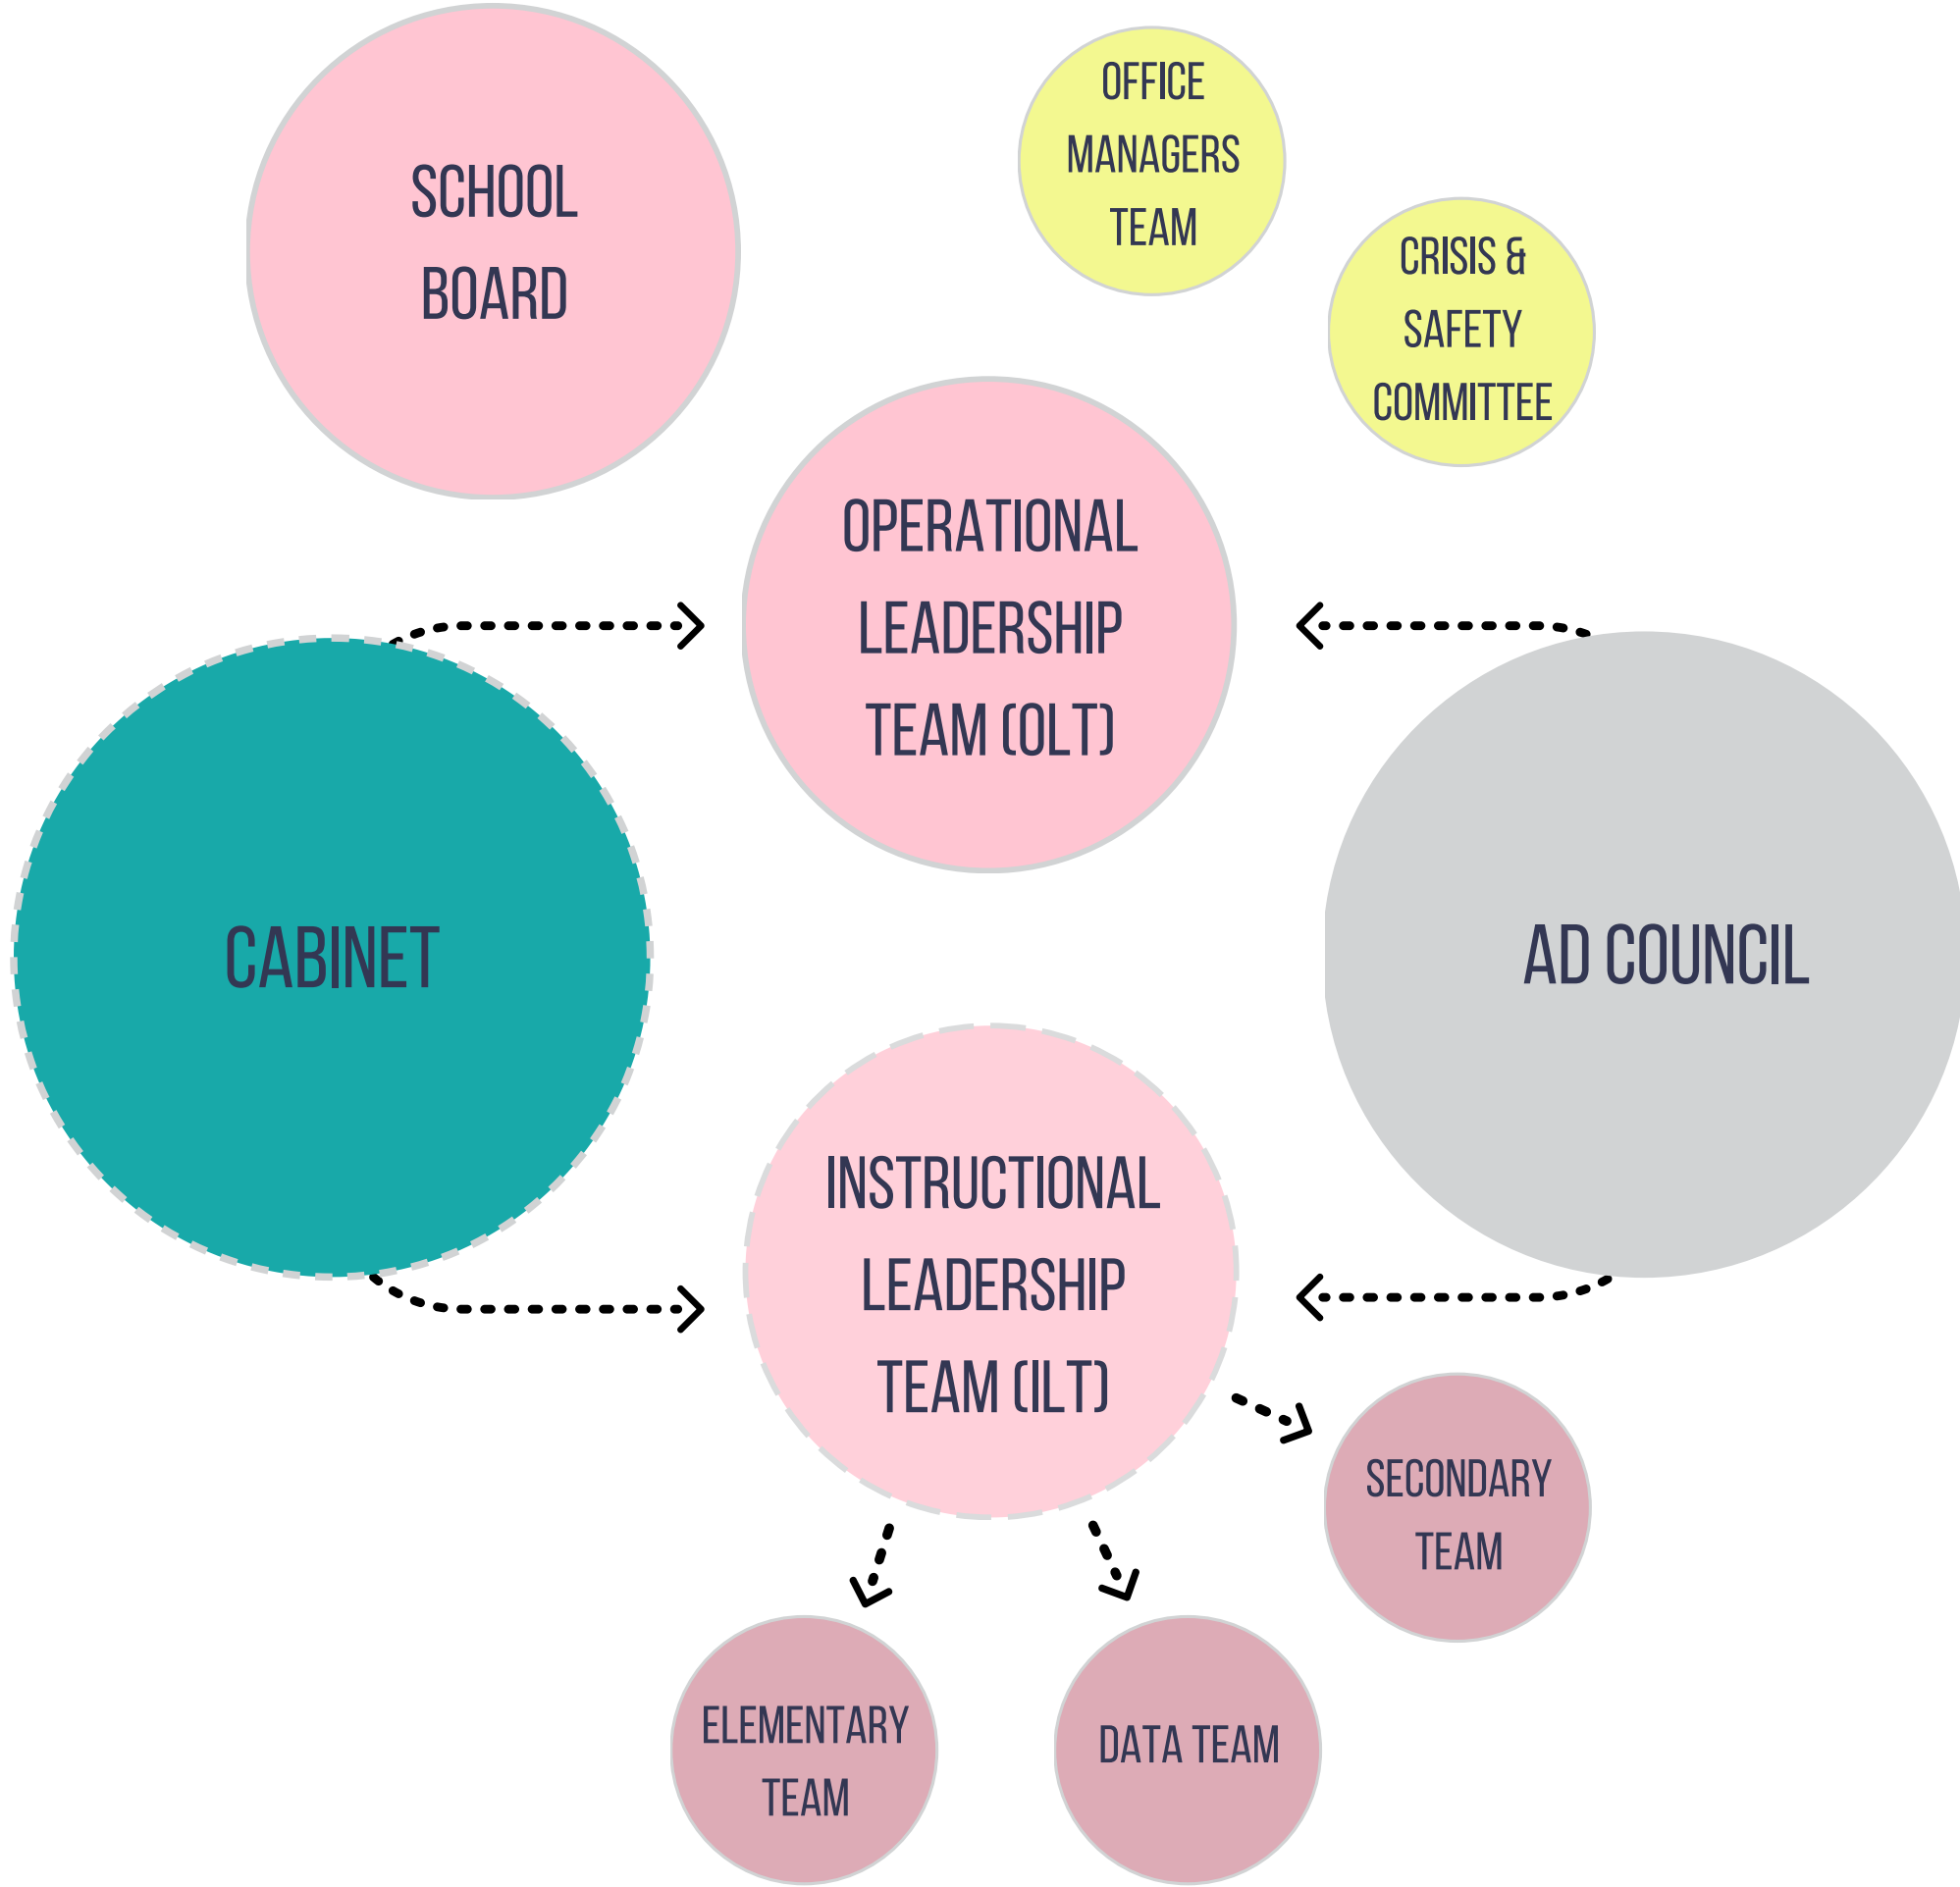 SCHOOL
BOARD
OFFICE
MANAGERS
TEAM
CRISIS &
SAFETY
COMMITTEE
OPERATIONAL
LEADERSHIP
TEAM (OLT)
CABINET
AD COUNCIL
INSTRUCTIONAL
LEADERSHIP
TEAM (ILT)
SECONDARY
TEAM
ELEMENTARY
TEAM
DATA TEAM